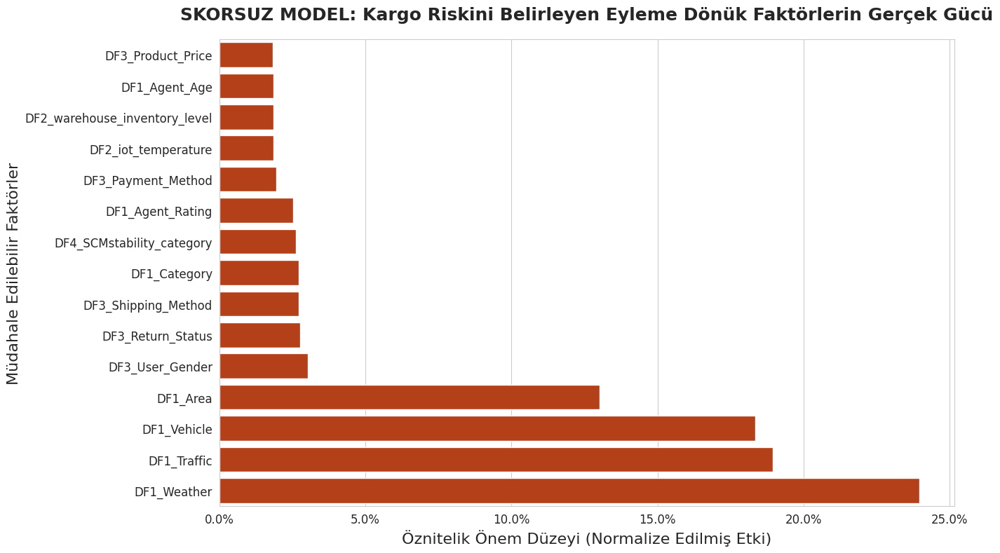 SKORSUZ MODEL: Kargo Riskini Belirleyen Eyleme Dönük Faktörlerin Gerçek Gücü
Müdahale Edilebilir Faktörler
DF3_Product_Price
DF1_Agent_Age
DF2_warehouse_inventory_level
DF2_iot_temperature
DF3_Payment_Method
DF1_Agent_Rating
DF4_SCMstability_category
DF1_Category
DF3_Shipping_Method
DF3_Return_Status
DF3_User_Gender
DF1_Area
DF1_Vehicle
DF1_Traffic
DF1_Weather
0.0% 5.0% 10.0% 15.0% 20.0% 25.0%
Öznitelik Önem Düzeyi (Normalize Edilmiş Etki)